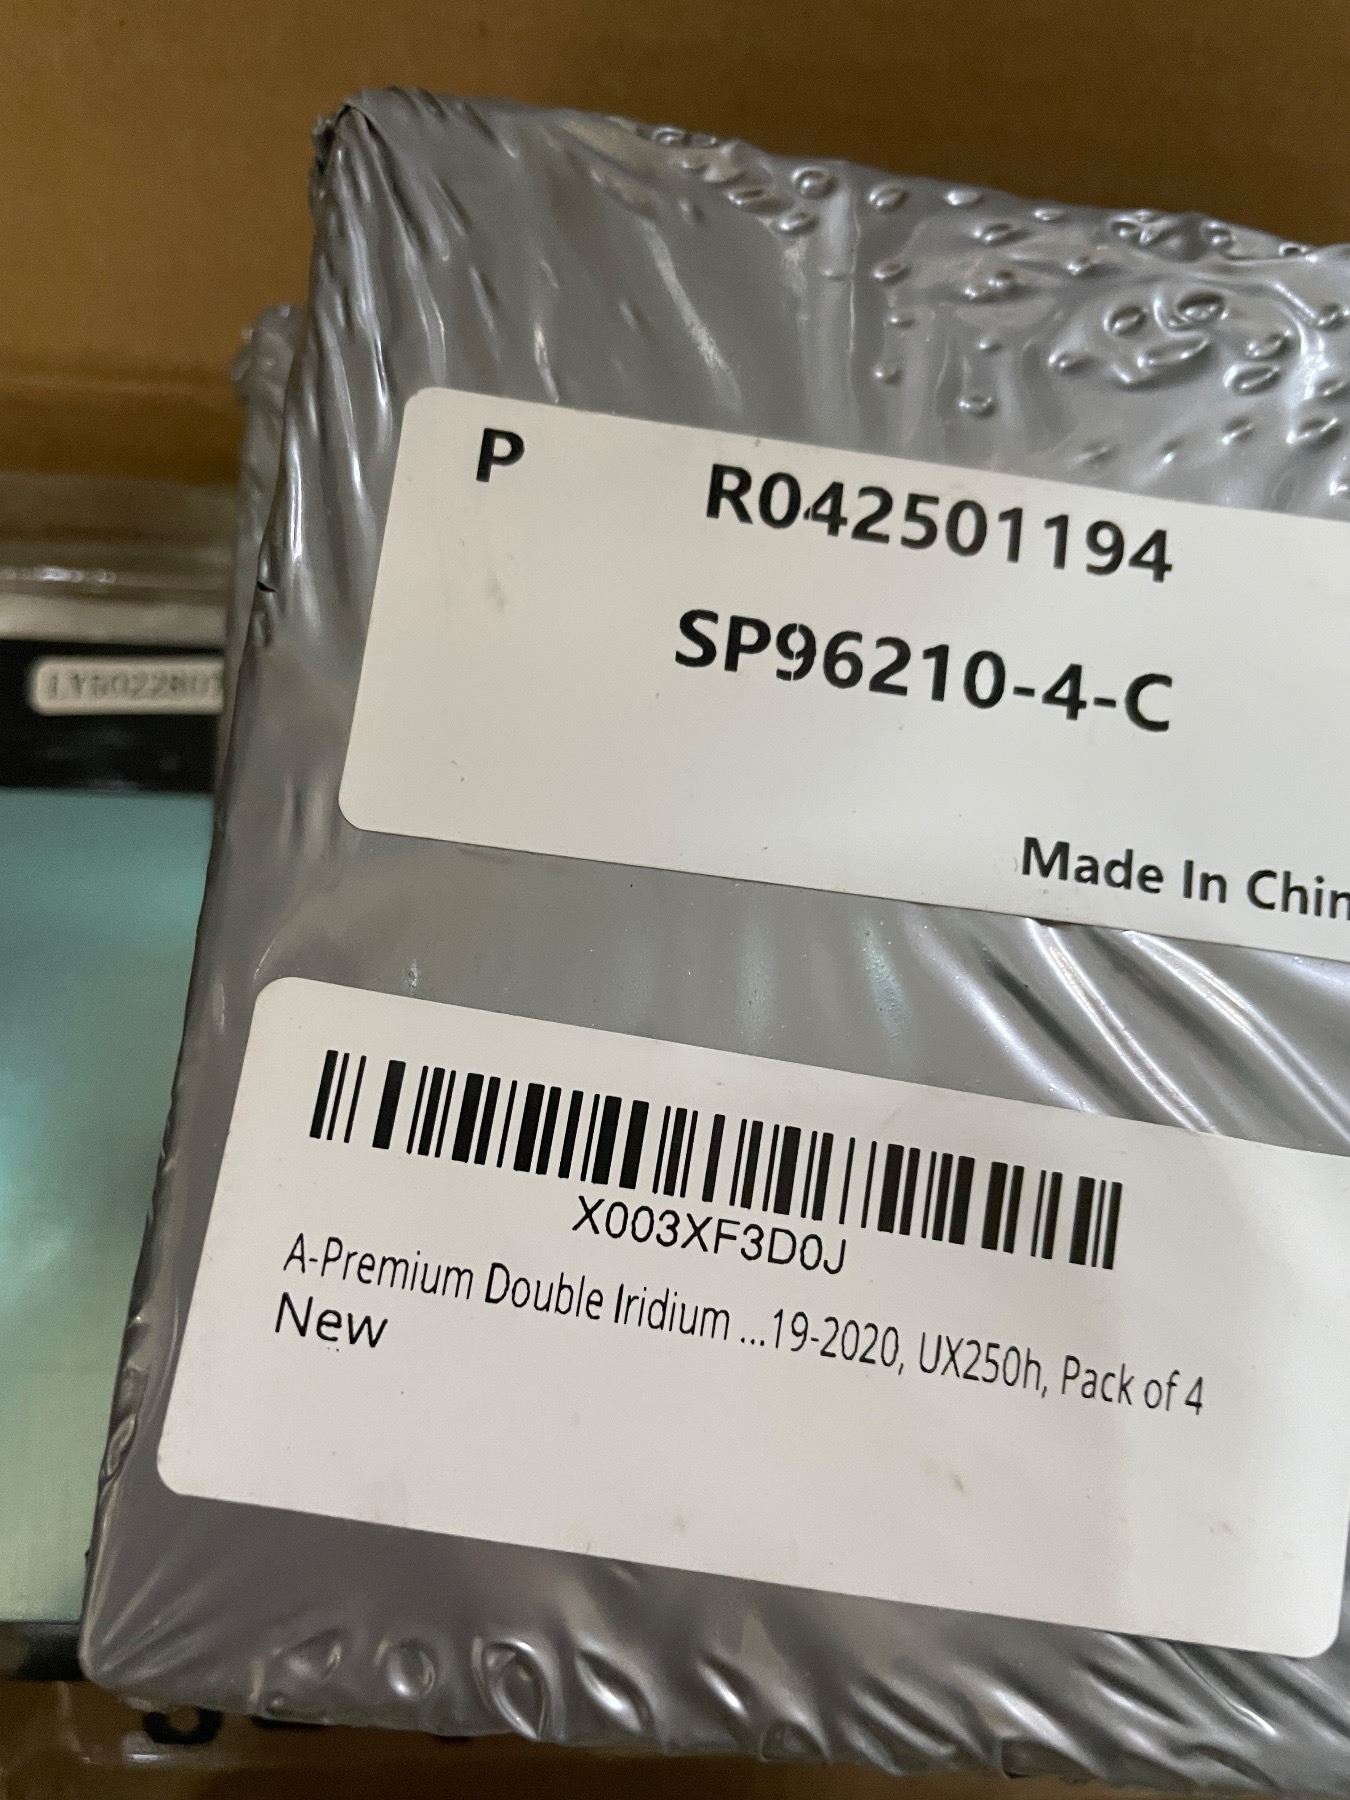 P
R042501194
SP96210-4-C
Made In Chin
X003XF3D0J
A-Premium Double Iridium ...19-2020, UX250h, Pack of 4
New